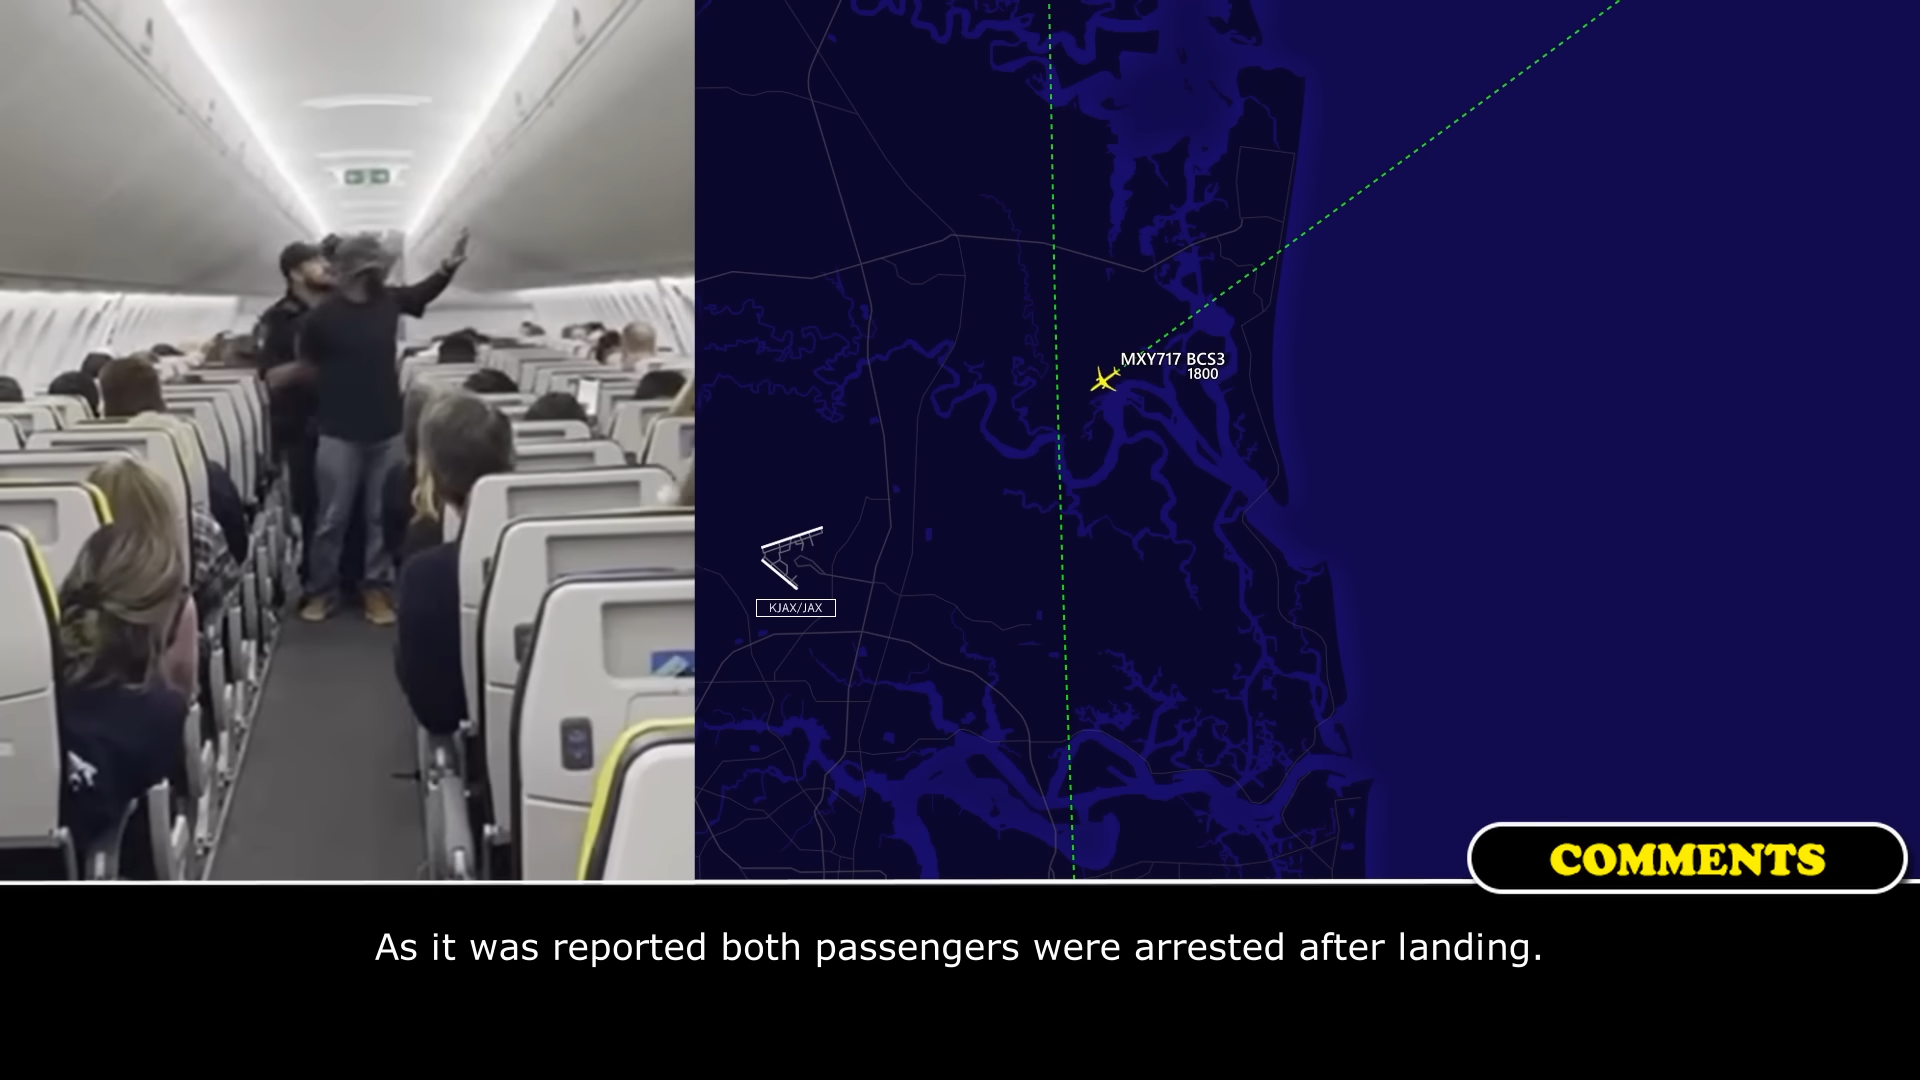 MXY717 BCS3
1800
KJAX/JAX
COMMENTS
As it was reported both passengers were arrested after landing.